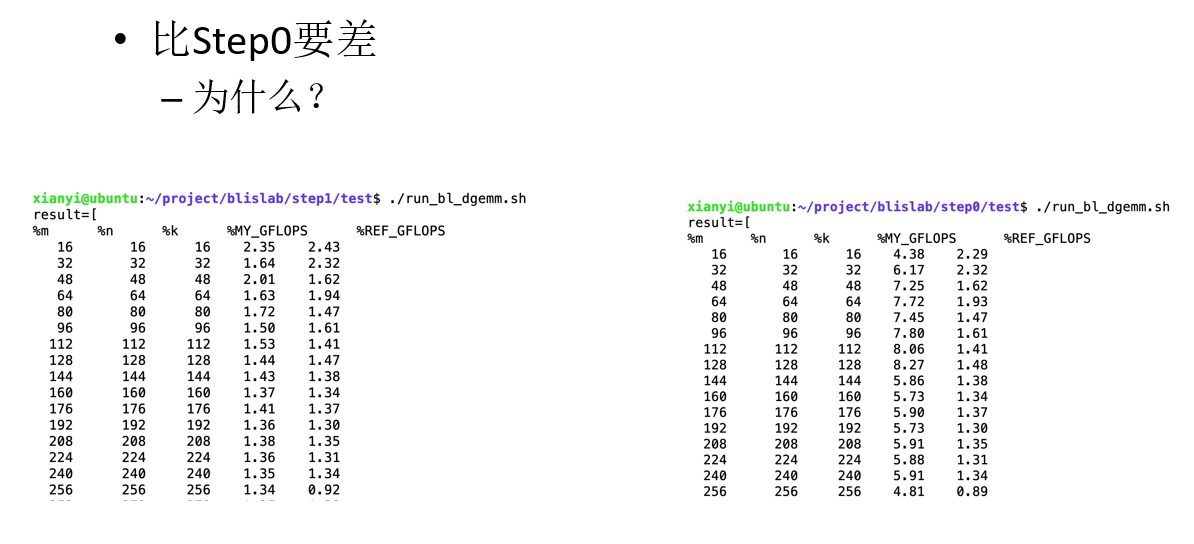 • 比Step0要差
– 为什么？
xianyi@ubuntu:~/project/blislab/step1/test$ ./run_bl_dgemm.sh
result=[
%m %n %k %MY_GFLOPS %REF_GFLOPS
16 16 16 2.35 2.43
32 32 32 1.64 2.32
48 48 48 2.01 1.62
64 64 64 1.63 1.94
80 80 80 1.72 1.47
96 96 96 1.50 1.61
112 112 112 1.53 1.41
128 128 128 1.44 1.47
144 144 144 1.43 1.38
160 160 160 1.37 1.34
176 176 176 1.41 1.37
192 192 192 1.36 1.30
208 208 208 1.38 1.35
224 224 224 1.36 1.31
240 240 240 1.35 1.34
256 256 256 1.34 0.92
xianyi@ubuntu:~/project/blislab/step0/test$ ./run_bl_dgemm.sh
result=[
%m %n %k %MY_GFLOPS %REF_GFLOPS
16 16 16 4.38 2.29
32 32 32 6.17 2.32
48 48 48 7.25 1.62
64 64 64 7.72 1.93
80 80 80 7.45 1.47
96 96 96 7.80 1.61
112 112 112 8.06 1.41
128 128 128 8.27 1.48
144 144 144 5.86 1.38
160 160 160 5.73 1.34
176 176 176 5.90 1.37
192 192 192 5.73 1.30
208 208 208 5.91 1.35
224 224 224 5.88 1.31
240 240 240 5.91 1.34
256 256 256 4.81 0.89